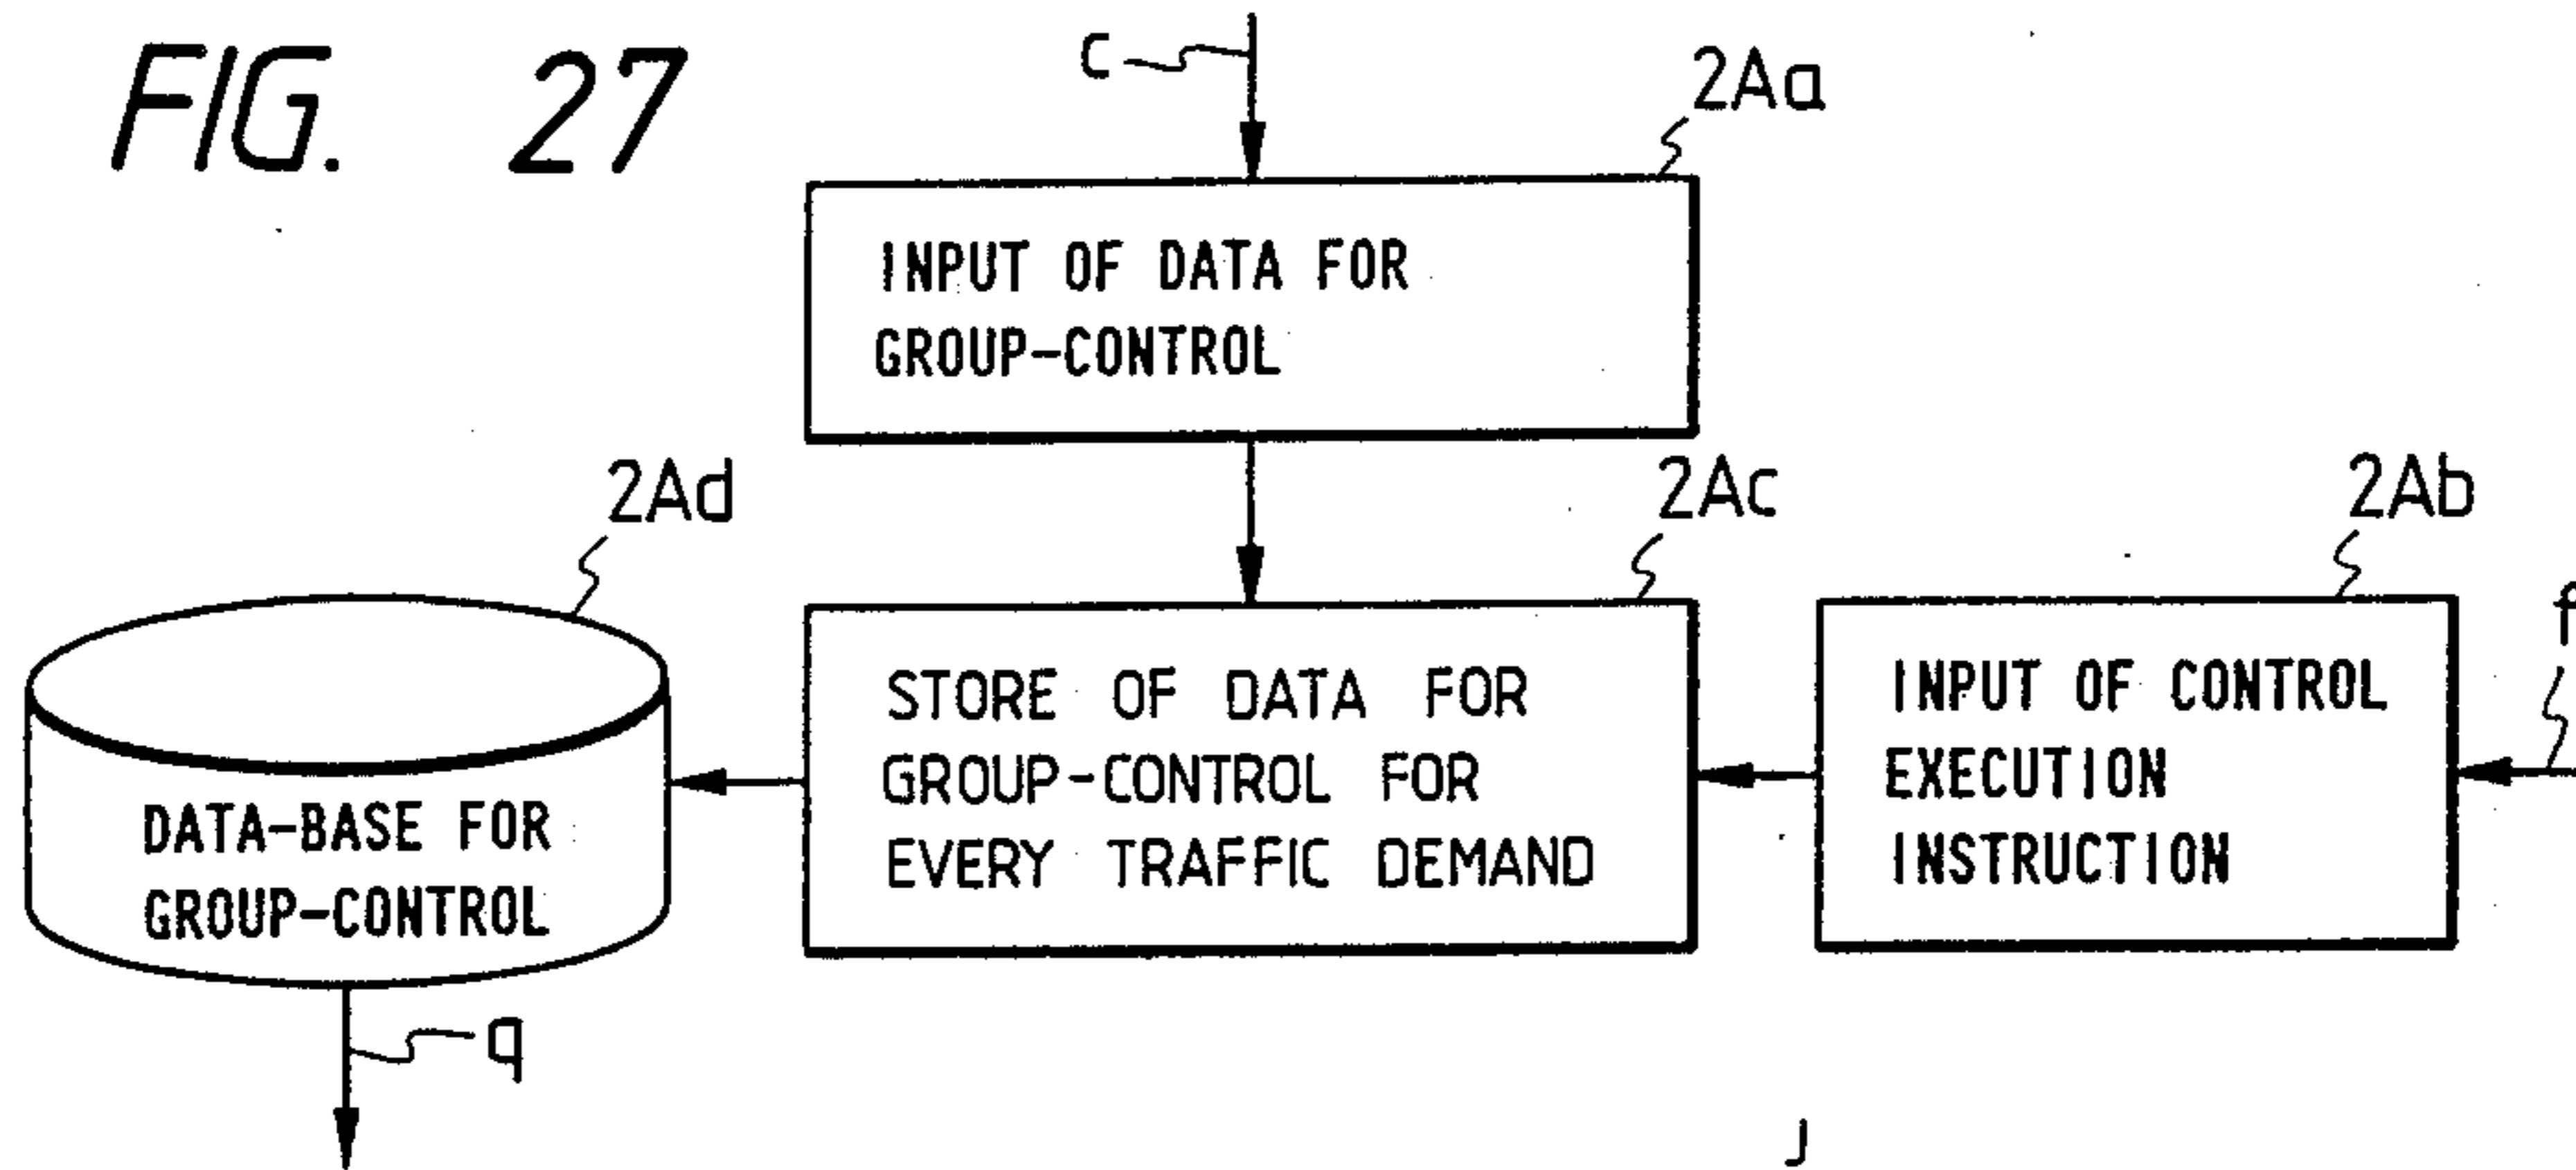 FIG. 27
C
2Aa
INPUT OF DATA FOR
GROUP-CONTROL
2Ad
2Ac
2Ab
DATA-BASE FOR
GROUP-CONTROL
STORE OF DATA FOR
GROUP-CONTROL FOR
EVERY TRAFFIC DEMAND
INPUT OF CONTROL
EXECUTION
INSTRUCTION
q
J